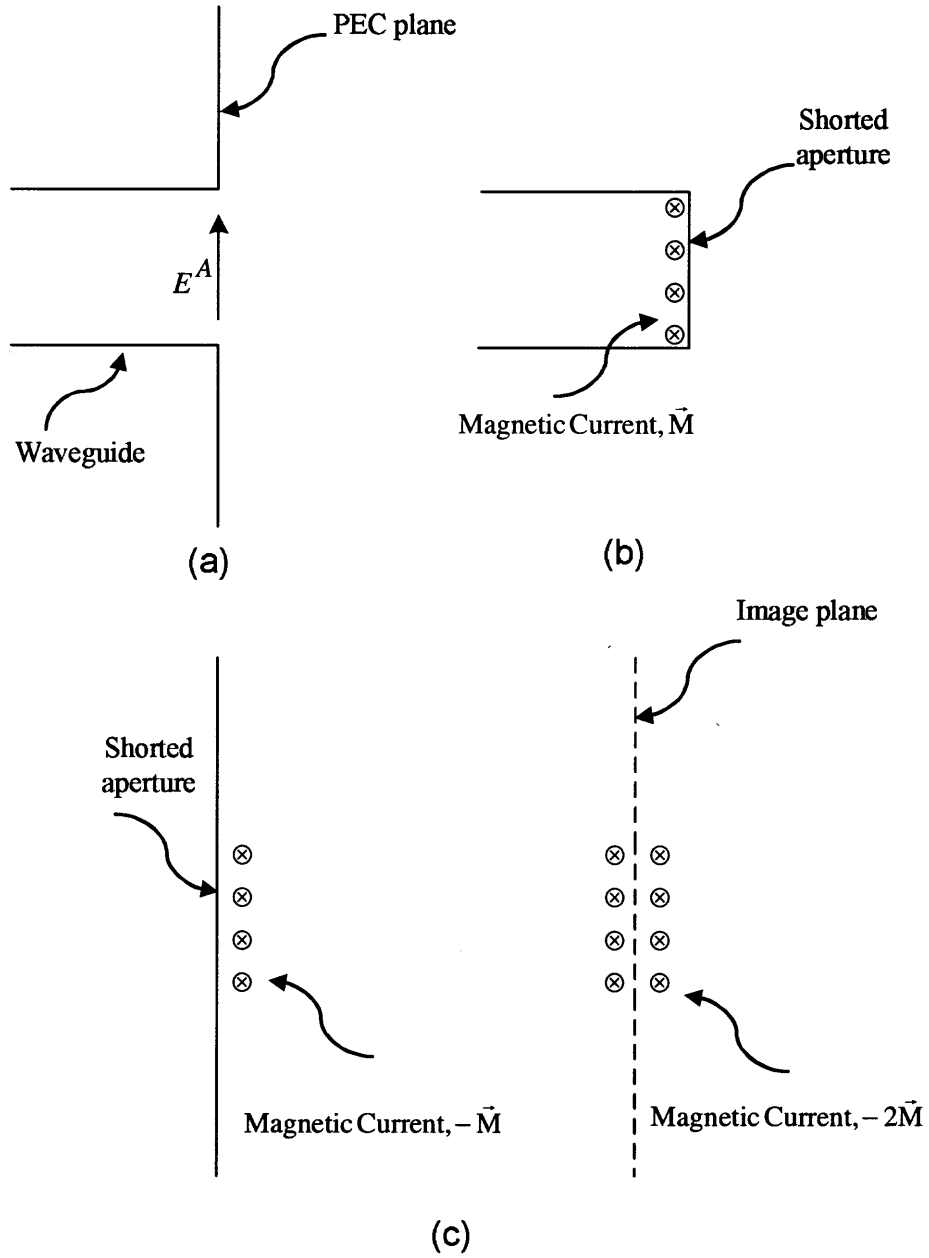 PEC plane
Shorted
aperture
E^A
Magnetic Current, M⃗
Waveguide
(a)
(b)
Image plane
Shorted
aperture
Magnetic Current, – M⃗
Magnetic Current, – 2M⃗
(c)